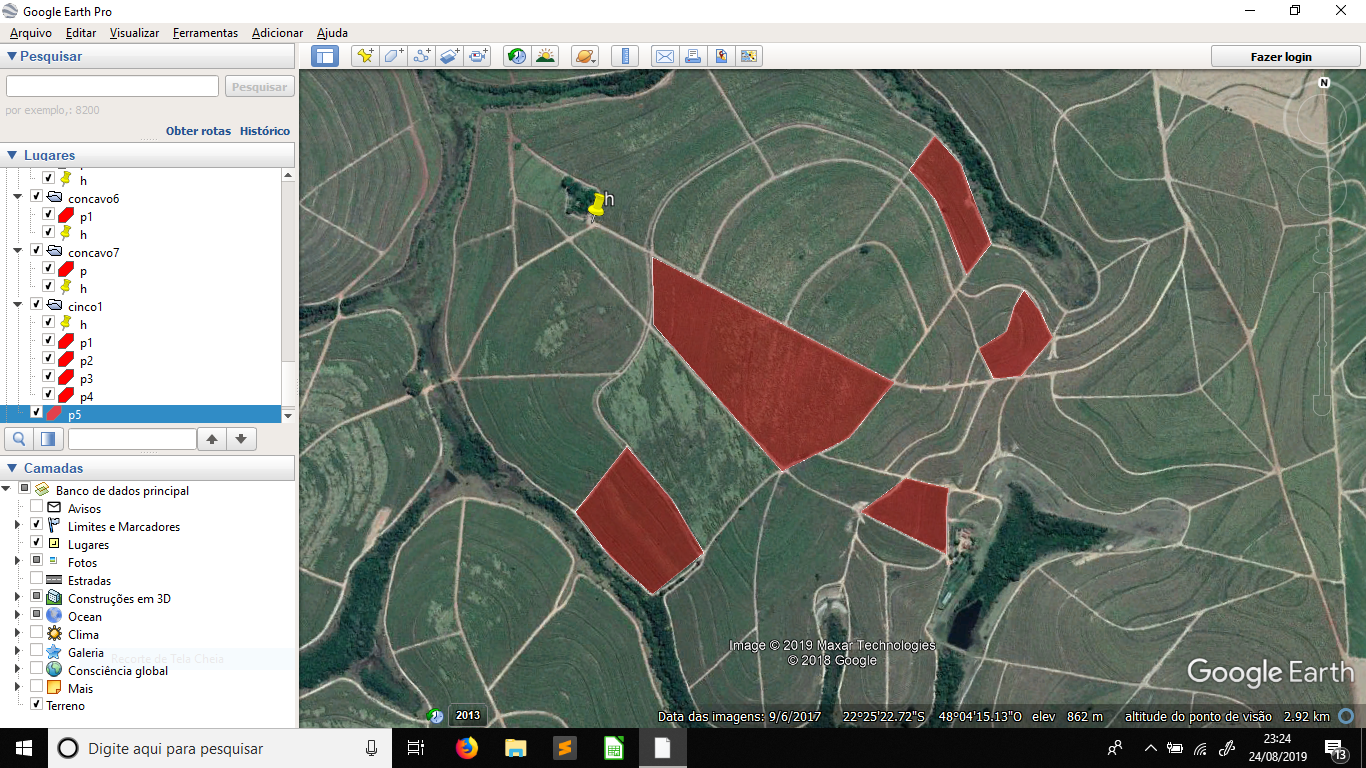 Google Earth Pro
Arquivo Editar Visualizar Ferramentas Adicionar Ajuda
Pesquisar
Fazer login
Pesquisar
por exemplo,: 8200
Obter rotas Histórico
Lugares
h
concavo6
p1
h
concavo7
p
h
cinco1
h
p1
p2
p3
p4
p5
Camadas
Banco de dados principal
Avisos
Limites e Marcadores
Lugares
Fotos
Estradas
Construções em 3D
Ocean
Clima
Galeria
Recorte de Tela Cheia
Consciência global
Mais
Terreno
N
h
Image © 2019 Maxar Technologies
© 2018 Google
Google Earth
2013
Data das imagens: 9/6/2017 22°25'22.72"S 48°04'15.13"O elev 862 m altitude do ponto de visão 2.92 km
Digite aqui para pesquisar
23:24
24/08/2019
13